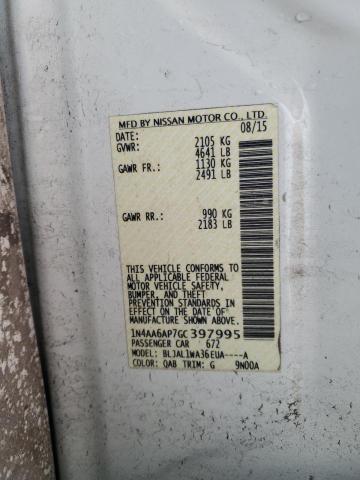 MFD BY NISSAN MOTOR CO., LTD.
DATE: 08/15
GVWR: 2105 KG
4641 LB
GAWR FR.: 1130 KG
2491 LB
GAWR RR.: 990 KG
2183 LB
THIS VEHICLE CONFORMS TO
ALL APPLICABLE FEDERAL
MOTOR VEHICLE SAFETY,
BUMPER, AND THEFT
PREVENTION STANDARDS IN
EFFECT ON THE DATE OF
MANUFACTURE SHOWN ABOVE.
1N4AA6AP7GC397995
PASSENGER CAR 672
MODEL: BLJAL1WA36EUA----A
COLOR: QAB TRIM: G 9N00A